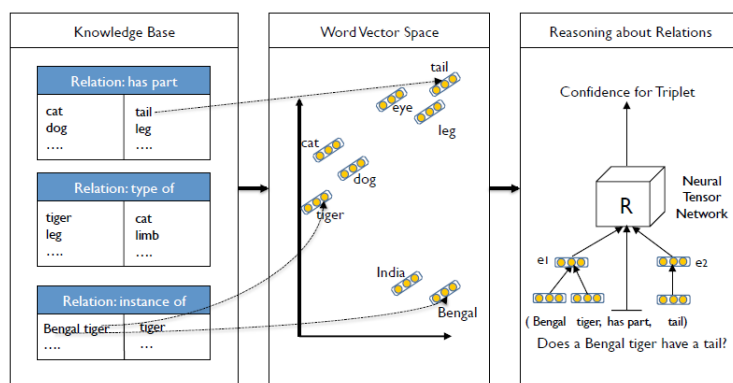 Knowledge Base
Relation: has part
cat tail
dog leg
.... ....
Relation: type of
tiger cat
leg limb
.... ...
Relation: instance of
Bengal tiger tiger
.... ...
Word Vector Space
tail
eye
leg
cat
dog
tiger
India
Bengal
Reasoning about Relations
Confidence for Triplet
R
Neural
Tensor
Network
e1
e2
( Bengal tiger, has part, tail)
Does a Bengal tiger have a tail?